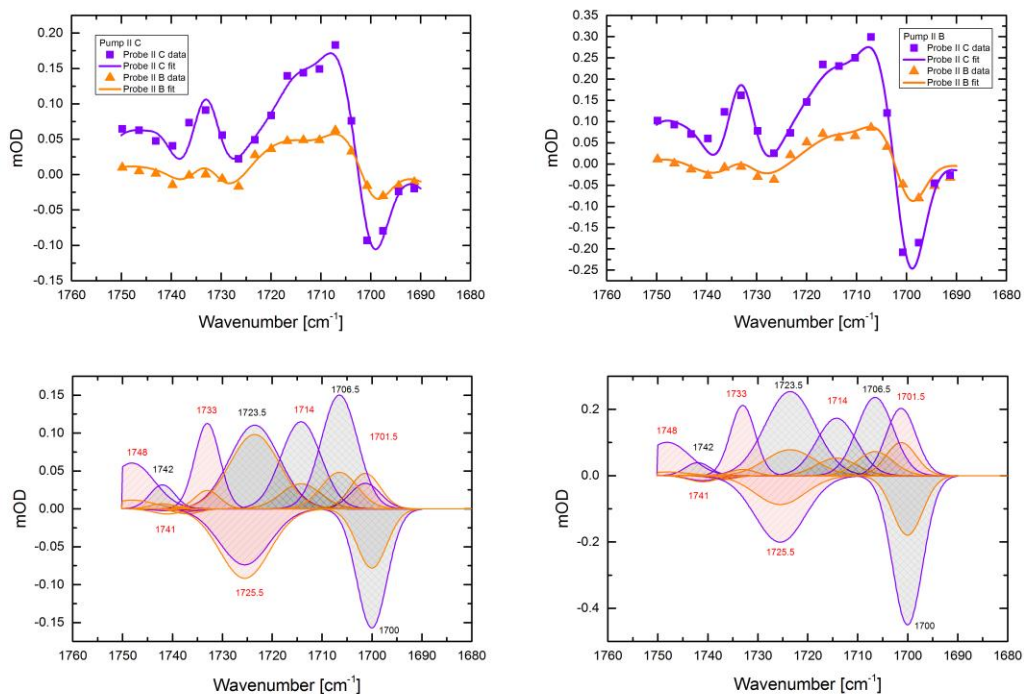 Pump II C
Probe II C data
Probe II C fit
Probe II B data
Probe II B fit
0.20
0.15
0.10
0.05
0.00
-0.05
-0.10
-0.15
mOD
1760 1750 1740 1730 1720 1710 1700 1690 1680
Wavenumber [cm⁻¹]
Pump II B
Probe II C data
Probe II C fit
Probe II B data
Probe II B fit
0.35
0.30
0.25
0.20
0.15
0.10
0.05
0.00
-0.05
-0.10
-0.15
-0.20
-0.25
mOD
1760 1750 1740 1730 1720 1710 1700 1690 1680
Wavenumber [cm⁻¹]
0.15
0.10
0.05
0.00
-0.05
-0.10
-0.15
mOD
1748
1742
1741
1733
1723.5
1725.5
1714
1706.5
1701.5
1700
1760 1750 1740 1730 1720 1710 1700 1690 1680
Wavenumber [cm⁻¹]
0.4
0.2
0.0
-0.2
-0.4
mOD
1748
1742
1741
1733
1723.5
1725.5
1714
1706.5
1701.5
1700
1760 1750 1740 1730 1720 1710 1700 1690 1680
Wavenumber [cm⁻¹]